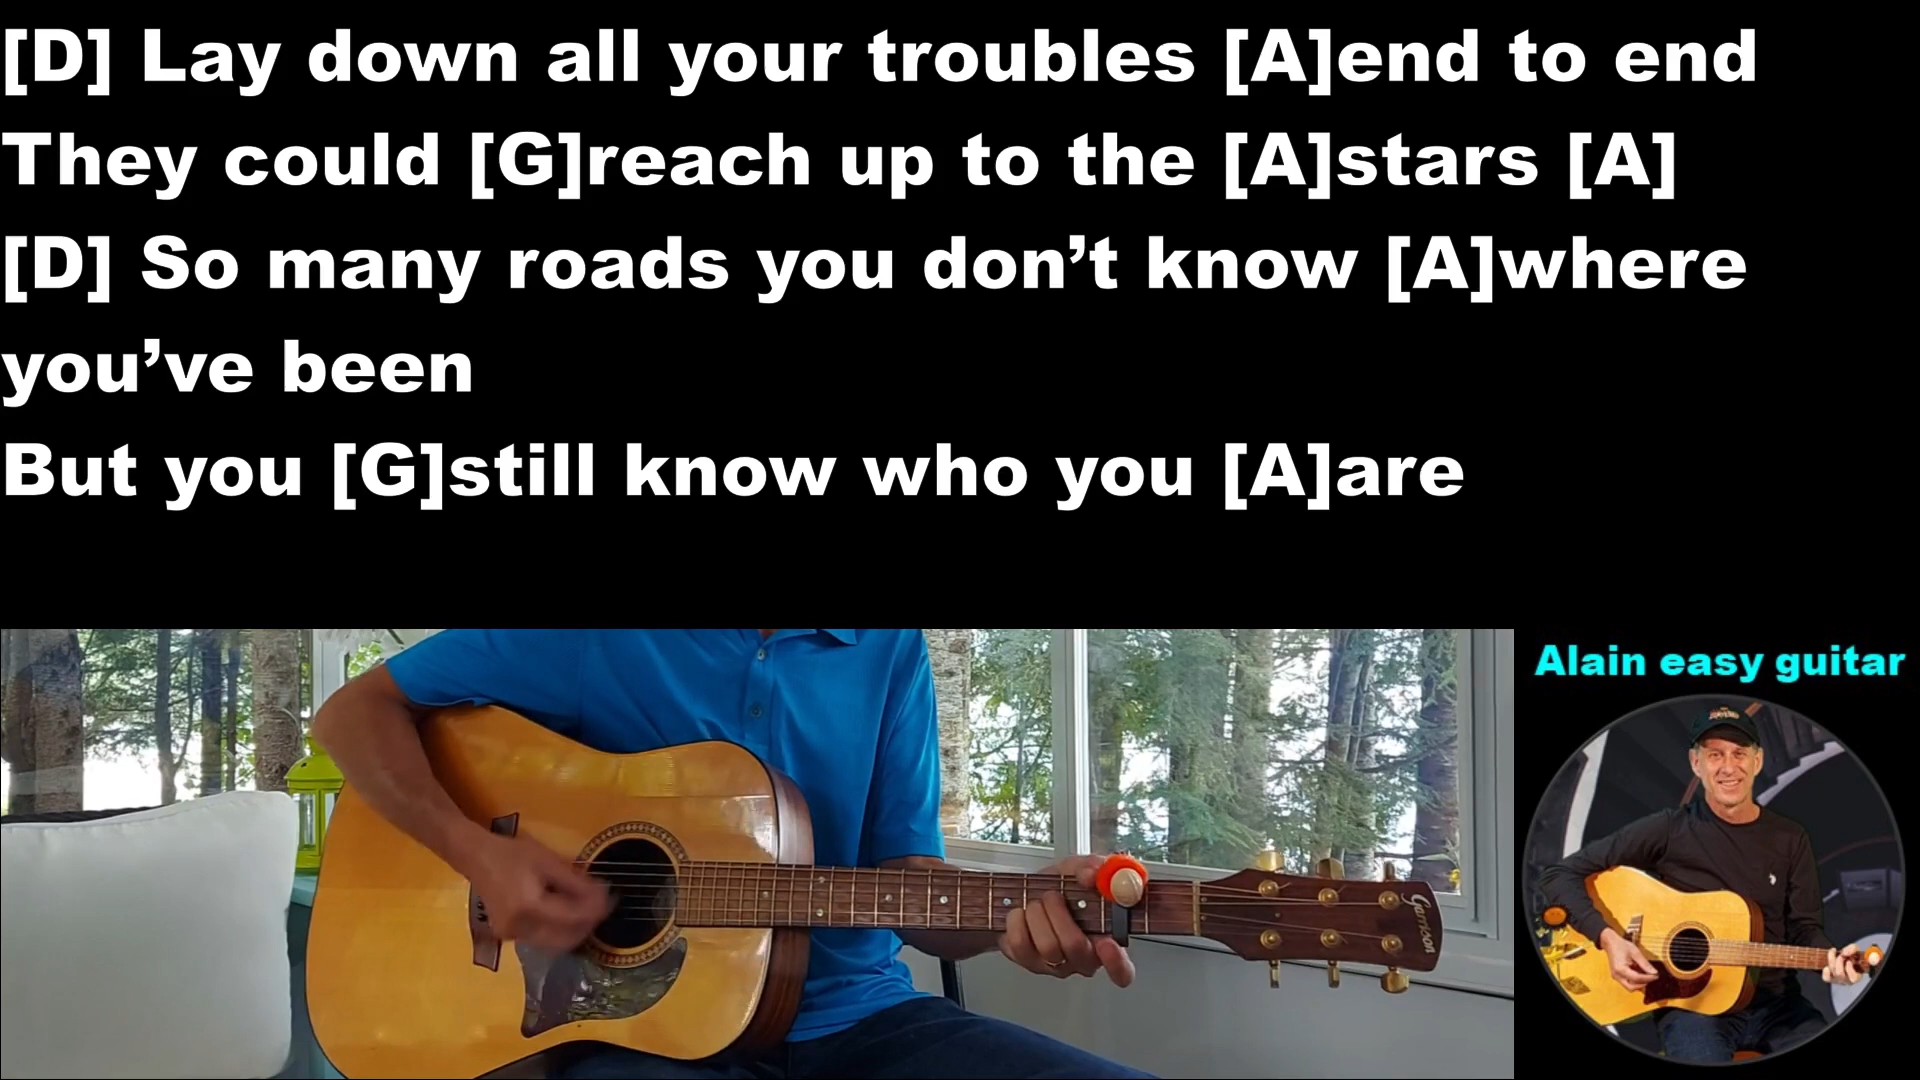 [D] Lay down all your troubles [A]end to end
They could [G]reach up to the [A]stars [A]
[D] So many roads you don’t know [A]where
you’ve been
But you [G]still know who you [A]are
Alain easy guitar
Garrison